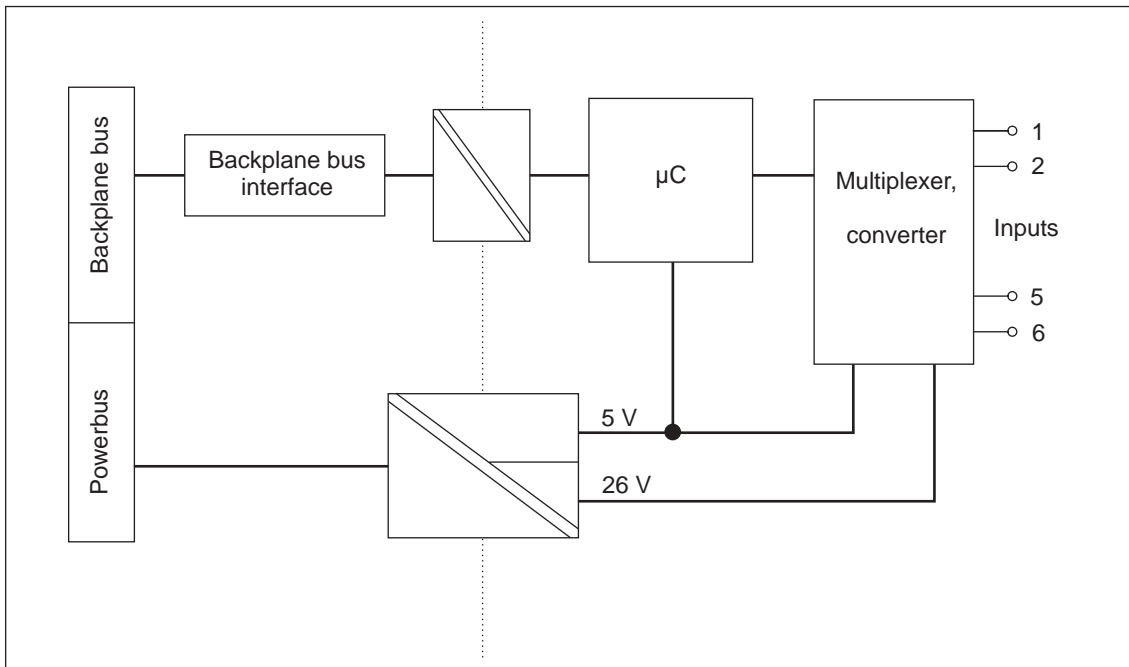 Backplane bus
Powerbus
Backplane bus
interface
µC
Multiplexer,
converter
1
2
Inputs
5
6
5 V
26 V